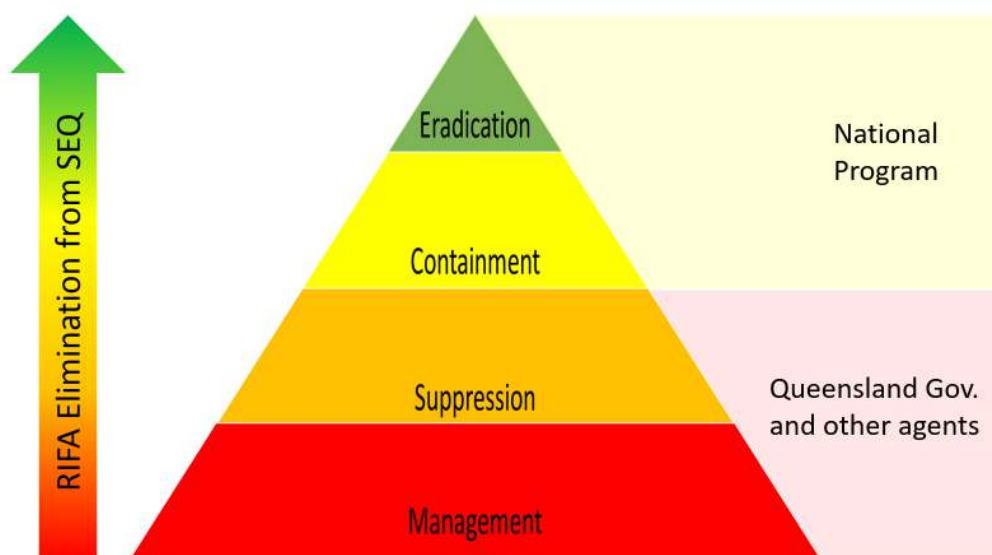 RIFA Elimination from SEQ
Eradication
National
Program
Containment
Suppression
Queensland Gov.
and other agents
Management